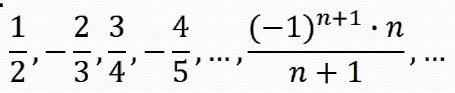 1/2, −2/3, 3/4, −4/5, ..., (−1)^{n+1} · n / n + 1, ...